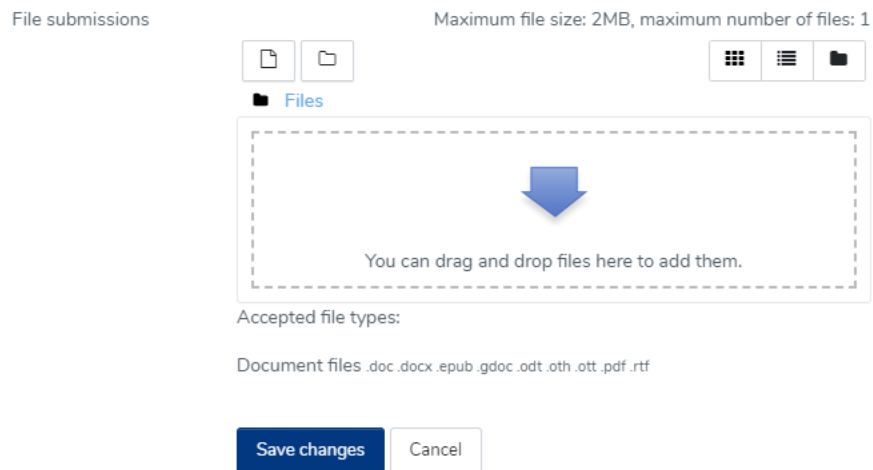 File submissions
Maximum file size: 2MB, maximum number of files: 1
Files
You can drag and drop files here to add them.
Accepted file types:
Document files .doc .docx .epub .gdoc .odt .oth .ott .pdf .rtf
Save changes
Cancel